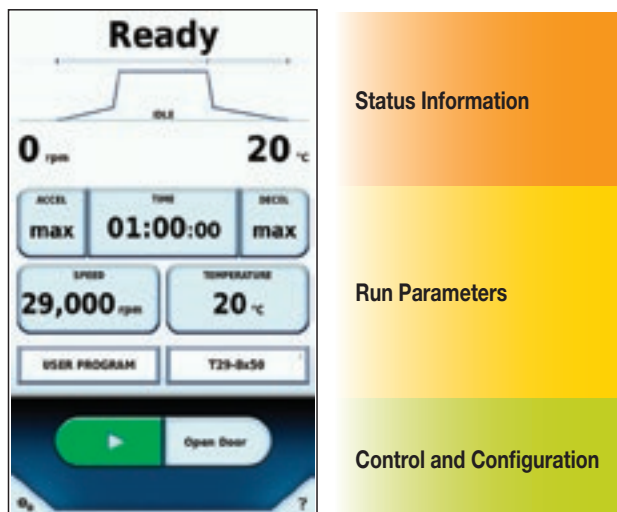 Ready
IDLE
0 rpm 20 °C
ACCEL TIME DECEL
max 01:00:00 max
SPEED TEMPERATURE
29,000 rpm 20 °C
USER PROGRAM T29-8x50
Open Door
?
Status Information
Run Parameters
Control and Configuration